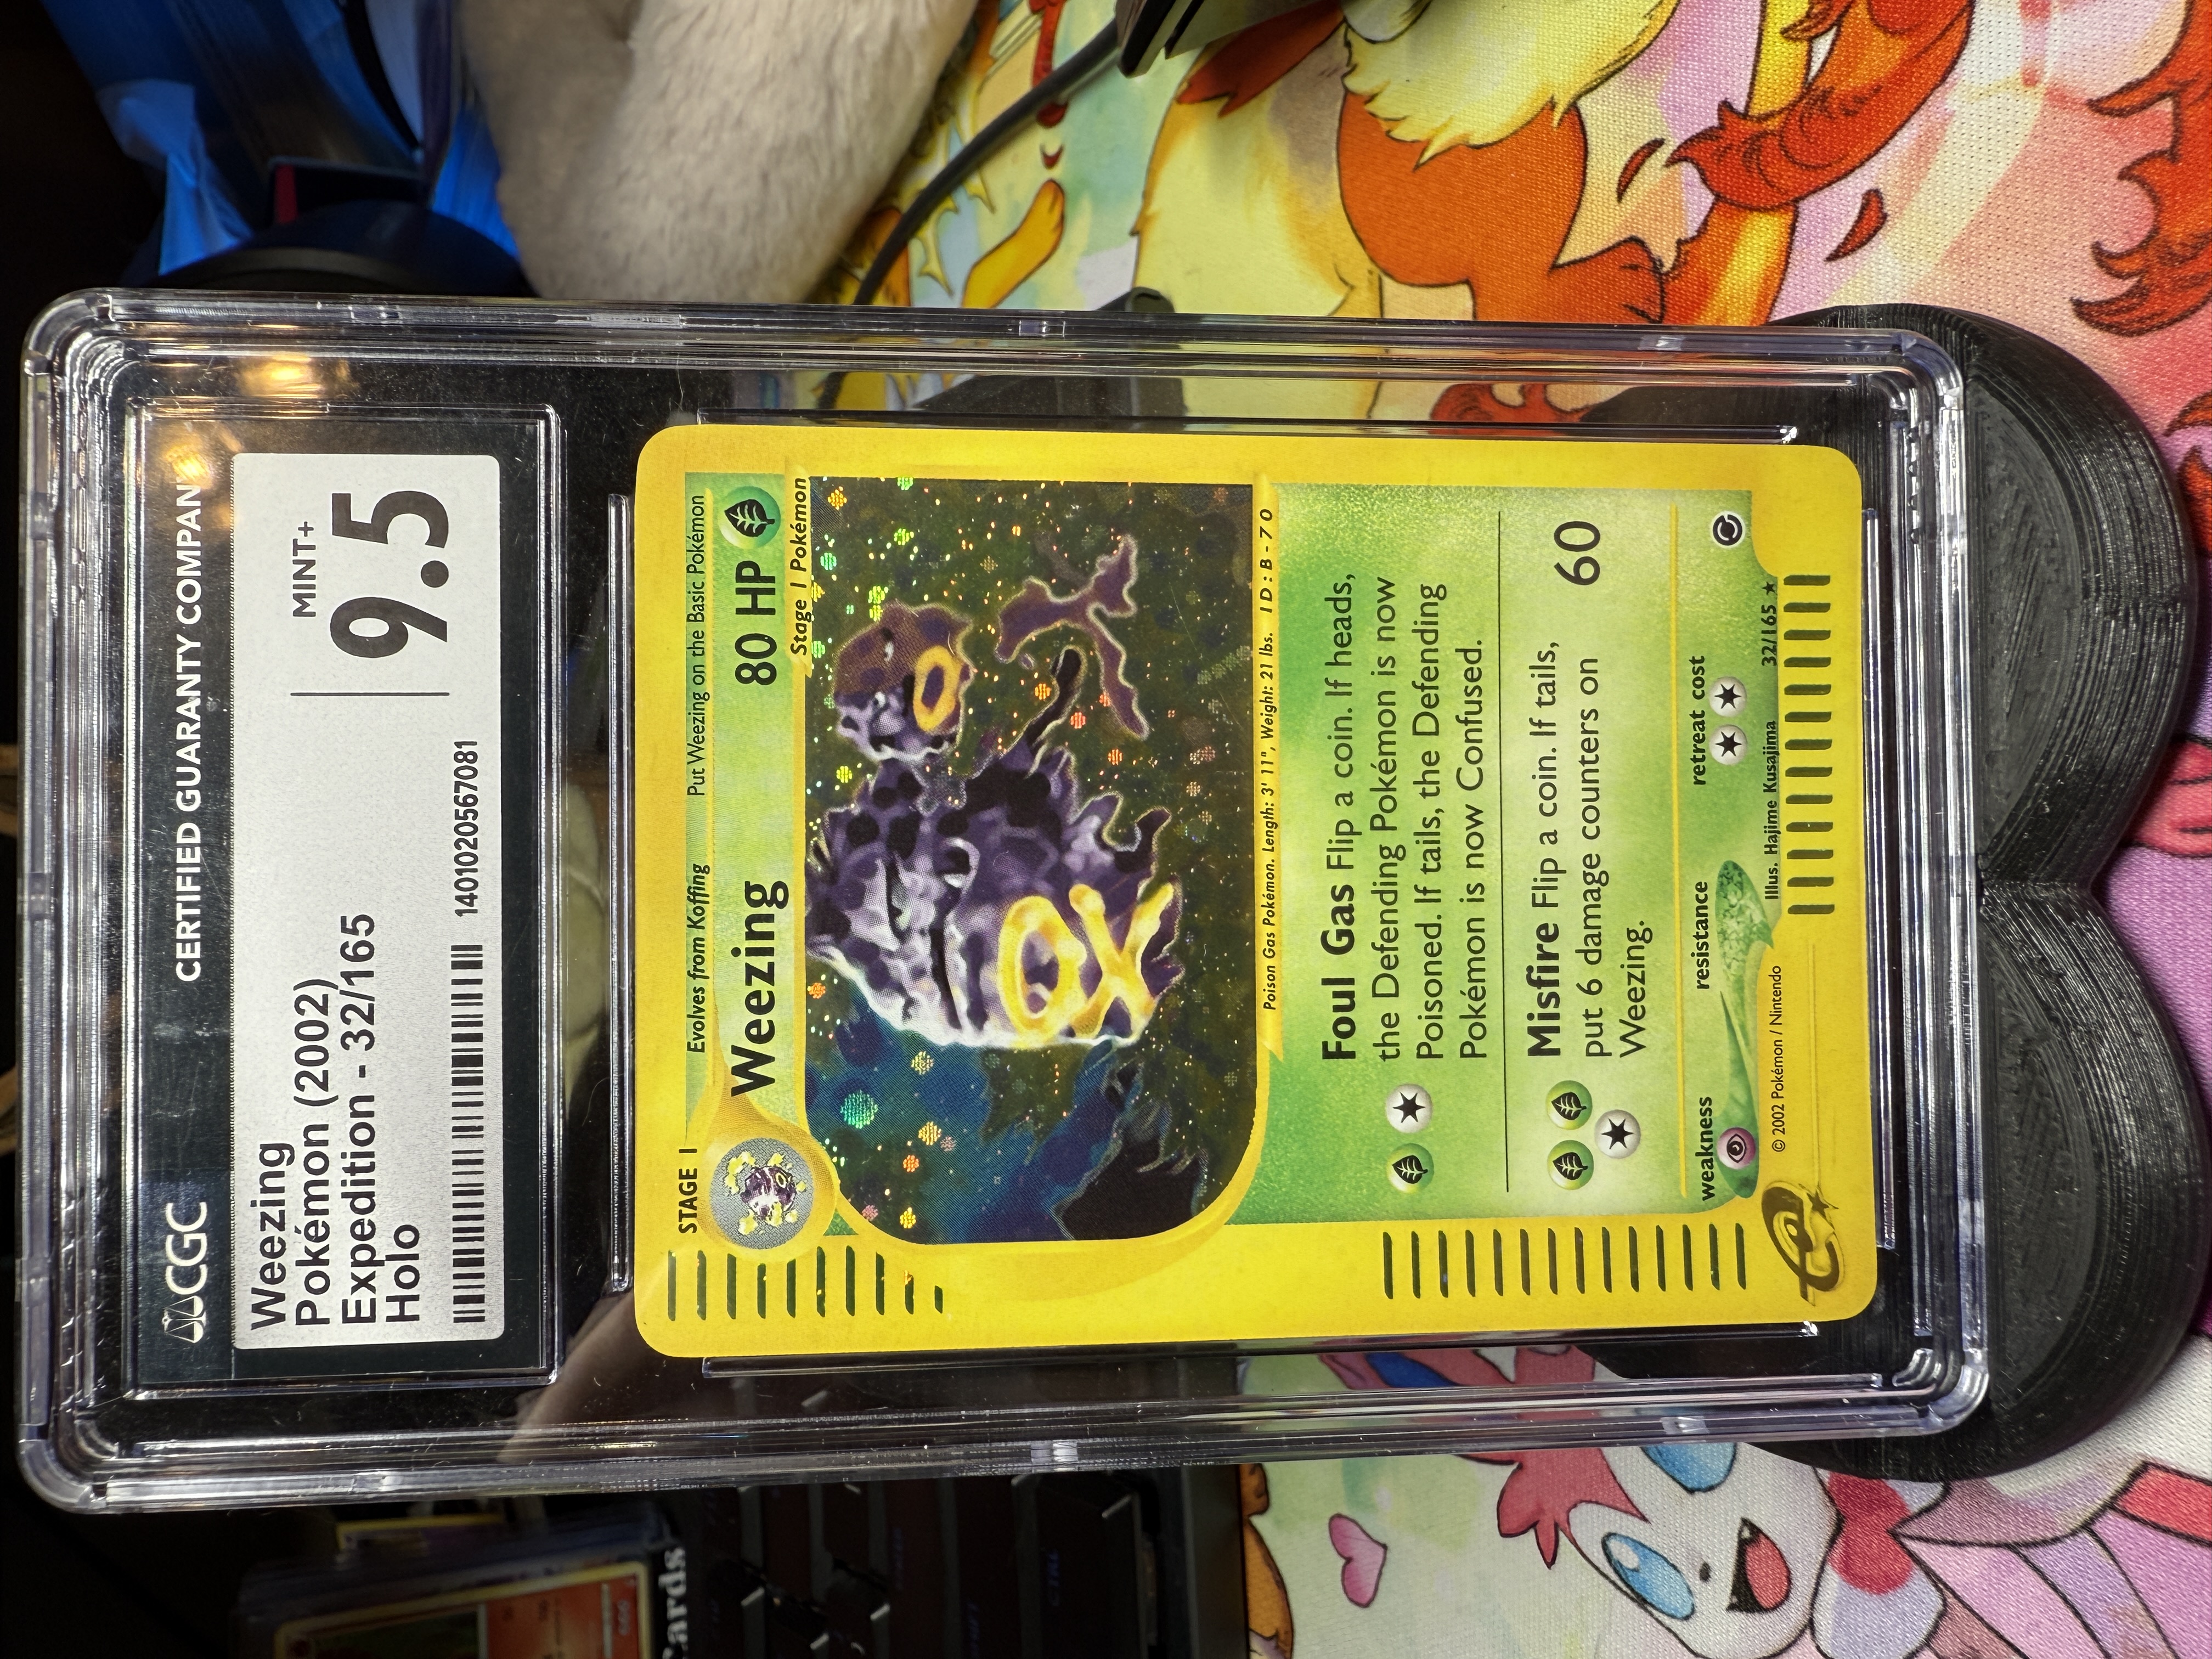 CGC
CERTIFIED GUARANTY COMPAN
Weezing
Pokémon (2002)
Expedition - 32/165
Holo
MINT+
9.5
1401020567081
STAGE 1
Evolves from Koffing
Put Weezing on the Basic Pokémon
Weezing
80 HP
Stage 1 Pokémon
Poison Gas Pokémon. Length: 3' 11", Weight: 21 lbs. ID: B-70
Foul Gas Flip a coin. If heads,
the Defending Pokémon is now
Poisoned. If tails, the Defending
Pokémon is now Confused.
Misfire Flip a coin. If tails,
put 6 damage counters on
Weezing.
60
weakness
resistance
retreat cost
Illus. Hajime Kusajima
32/165 ★
© 2002 Pokémon / Nintendo
e
ards
CTRL